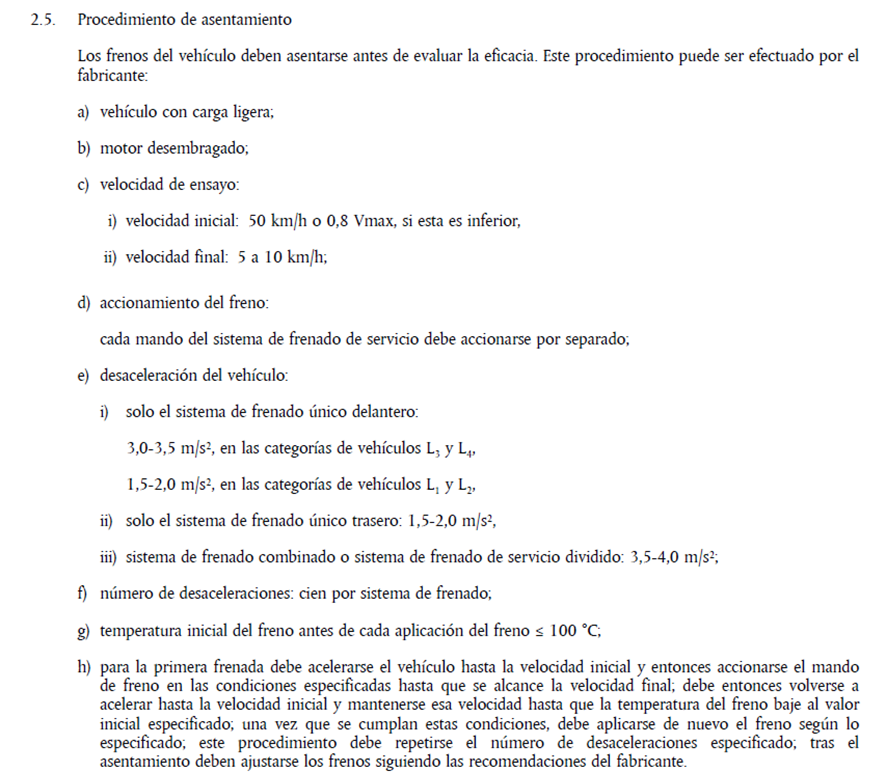 2.5. Procedimiento de asentamiento
Los frenos del vehículo deben asentarse antes de evaluar la eficacia. Este procedimiento puede ser efectuado por el
fabricante:
a) vehículo con carga ligera;
b) motor desembragado;
c) velocidad de ensayo:
i) velocidad inicial: 50 km/h o 0,8 Vmax, si esta es inferior,
ii) velocidad final: 5 a 10 km/h;
d) accionamiento del freno:
cada mando del sistema de frenado de servicio debe accionarse por separado;
e) desaceleración del vehículo:
i) solo el sistema de frenado único delantero:
3,0-3,5 m/s², en las categorías de vehículos L₃ y L₄,
1,5-2,0 m/s², en las categorías de vehículos L₁ y L₂,
ii) solo el sistema de frenado único trasero: 1,5-2,0 m/s²,
iii) sistema de frenado combinado o sistema de frenado de servicio dividido: 3,5-4,0 m/s²;
f) número de desaceleraciones: cien por sistema de frenado;
g) temperatura inicial del freno antes de cada aplicación del freno ≤ 100 °C;
h) para la primera frenada debe acelerarse el vehículo hasta la velocidad inicial y entonces accionarse el mando
de freno en las condiciones especificadas hasta que se alcance la velocidad final; debe entonces volverse a
acelerar hasta la velocidad inicial y mantenerse esa velocidad hasta que la temperatura del freno baje al valor
inicial especificado; una vez que se cumplan estas condiciones, debe aplicarse de nuevo el freno según lo
especificado; este procedimiento debe repetirse el número de desaceleraciones especificado; tras el
asentamiento deben ajustarse los frenos siguiendo las recomendaciones del fabricante.